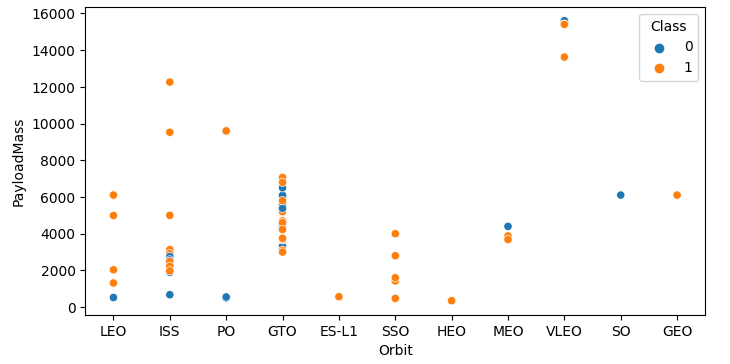 Class
0
1
PayloadMass
16000
14000
12000
10000
8000
6000
4000
2000
0
LEO ISS PO GTO ES-L1 SSO HEO MEO VLEO SO GEO
Orbit